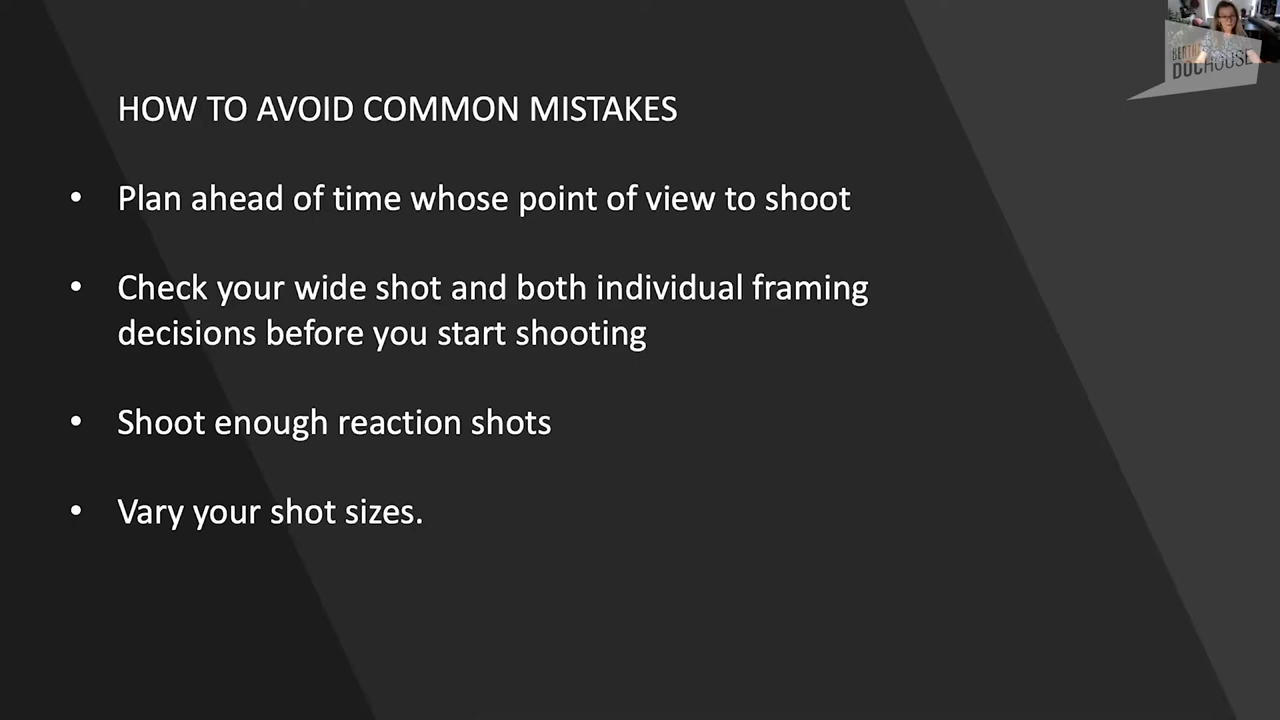 BERTHA
DOCHOUSE
HOW TO AVOID COMMON MISTAKES
• Plan ahead of time whose point of view to shoot
• Check your wide shot and both individual framing
decisions before you start shooting
• Shoot enough reaction shots
• Vary your shot sizes.